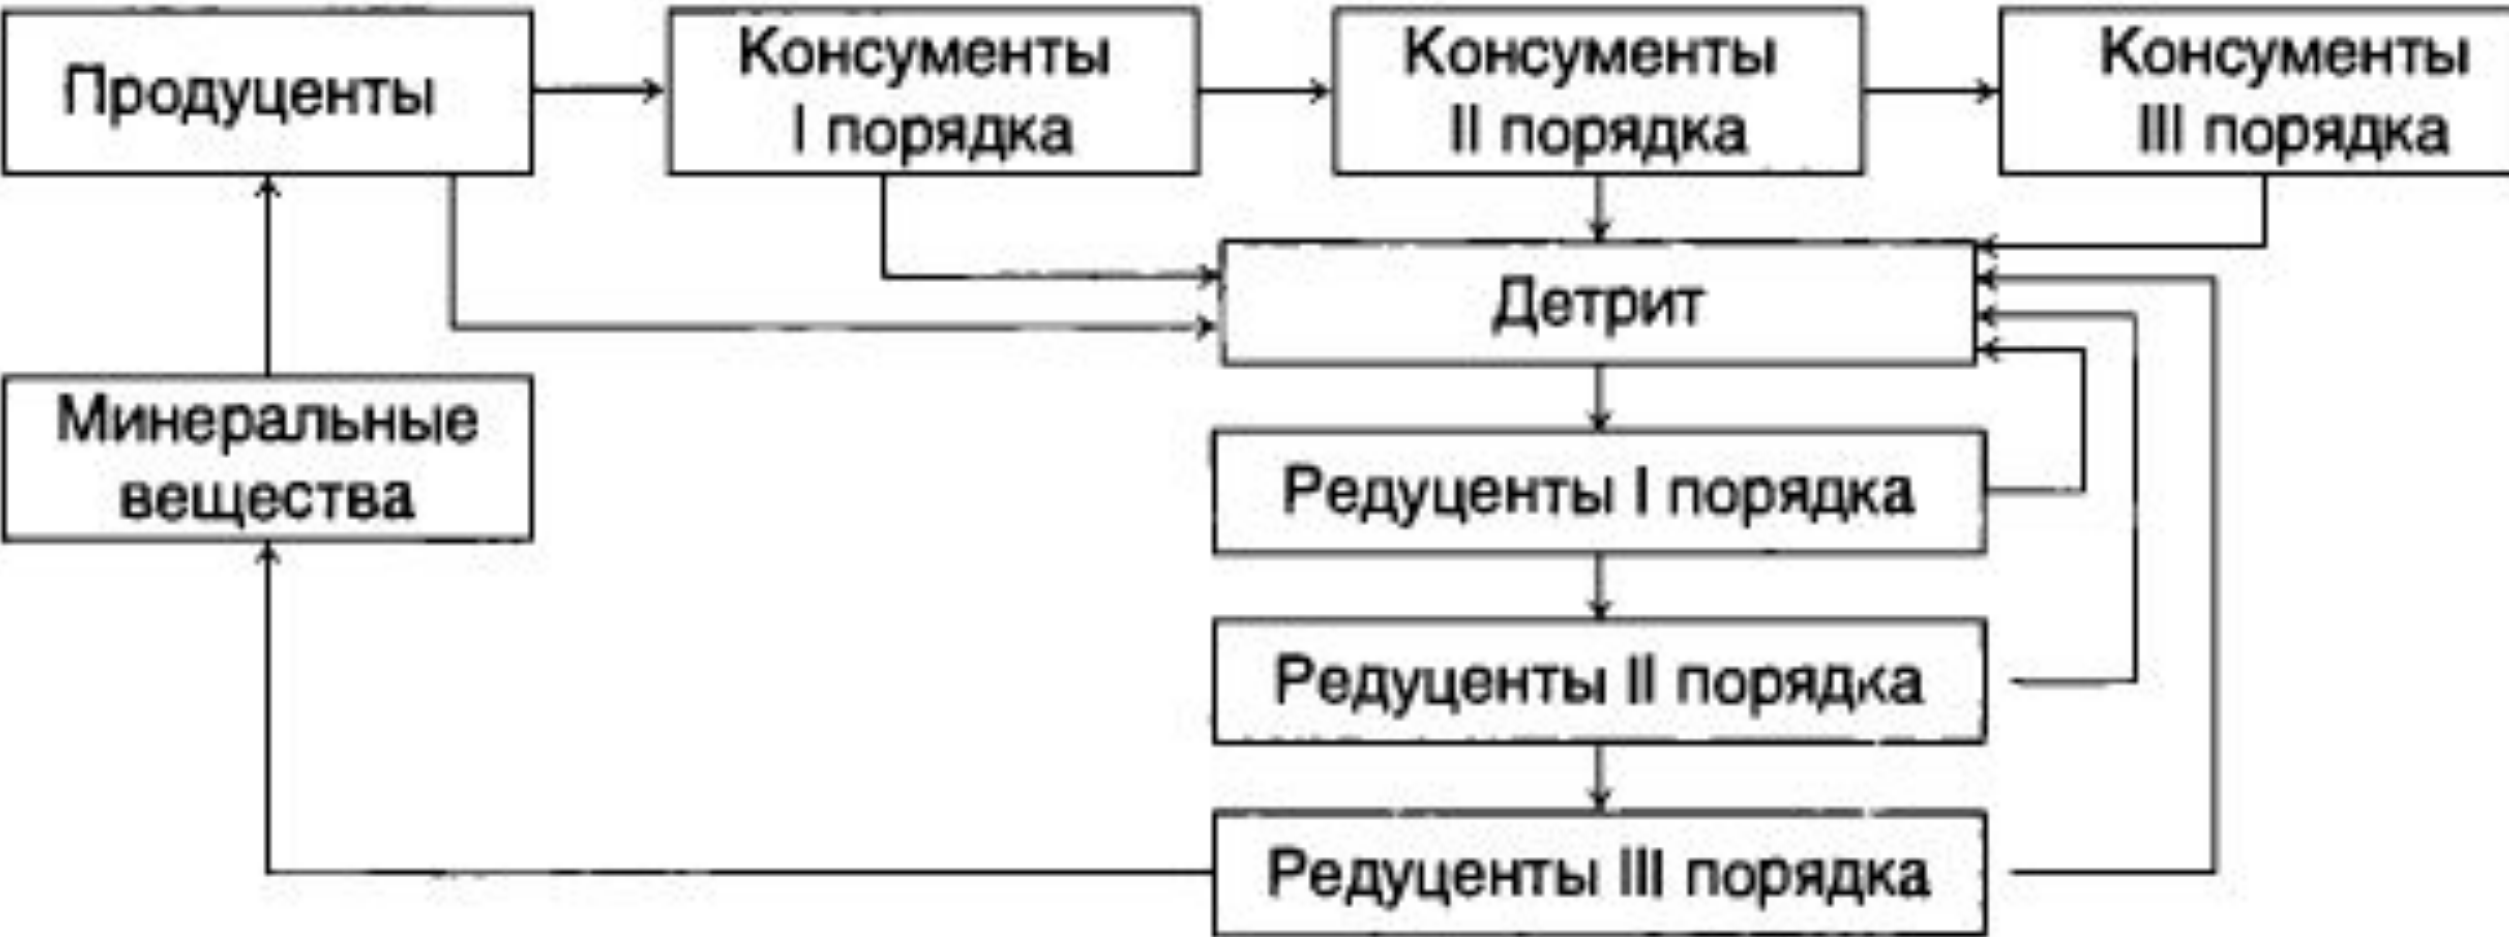 Продуценты
Консументы
I порядка
Консументы
II порядка
Консументы
III порядка
Детрит
Минеральные
вещества
Редуценты I порядка
Редуценты II порядка
Редуценты III порядка